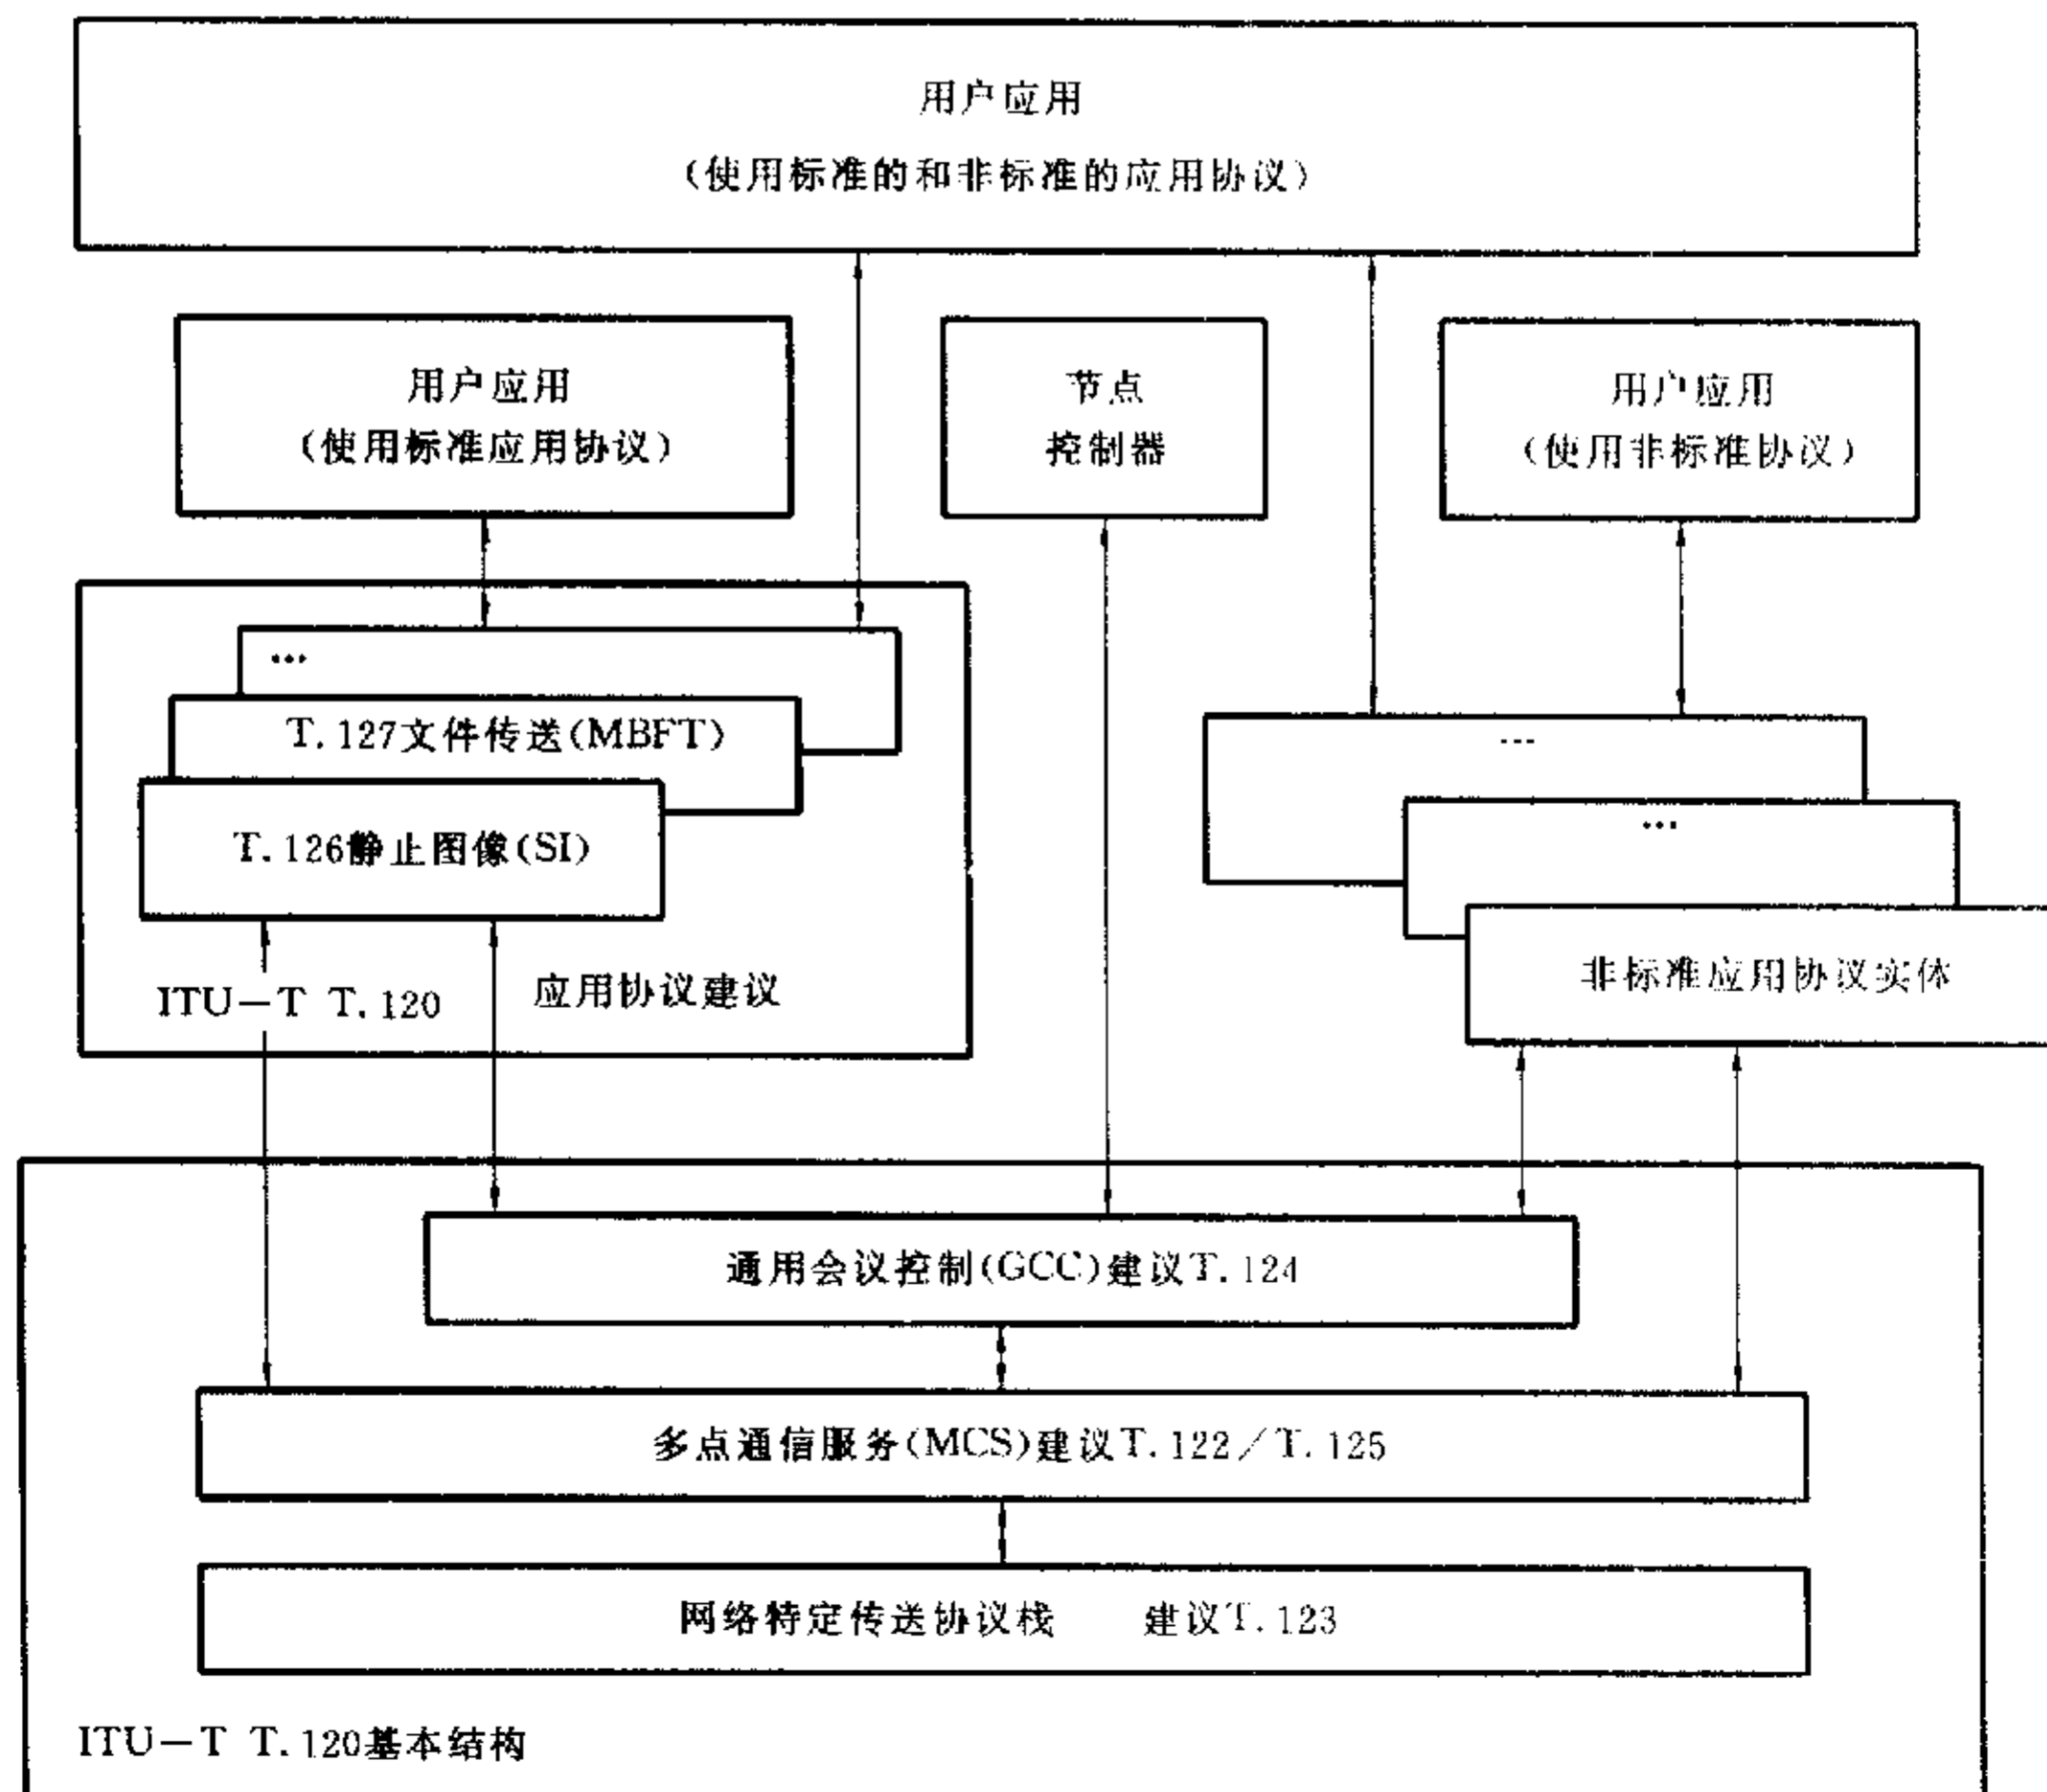 用户应用
(使用标准的和非标准的应用协议)
用户应用
(使用标准应用协议)
节点
控制器
用户应用
(使用非标准协议)
...
T.127文件传送(MBFT)
T.126静止图像(SI)
ITU-T T.120 应用协议建议
...
...
非标准应用协议实体
通用会议控制(GCC)建议T.124
多点通信服务(MCS)建议T.122/T.125
网络特定传送协议栈 建议T.123
ITU-T T.120基本结构